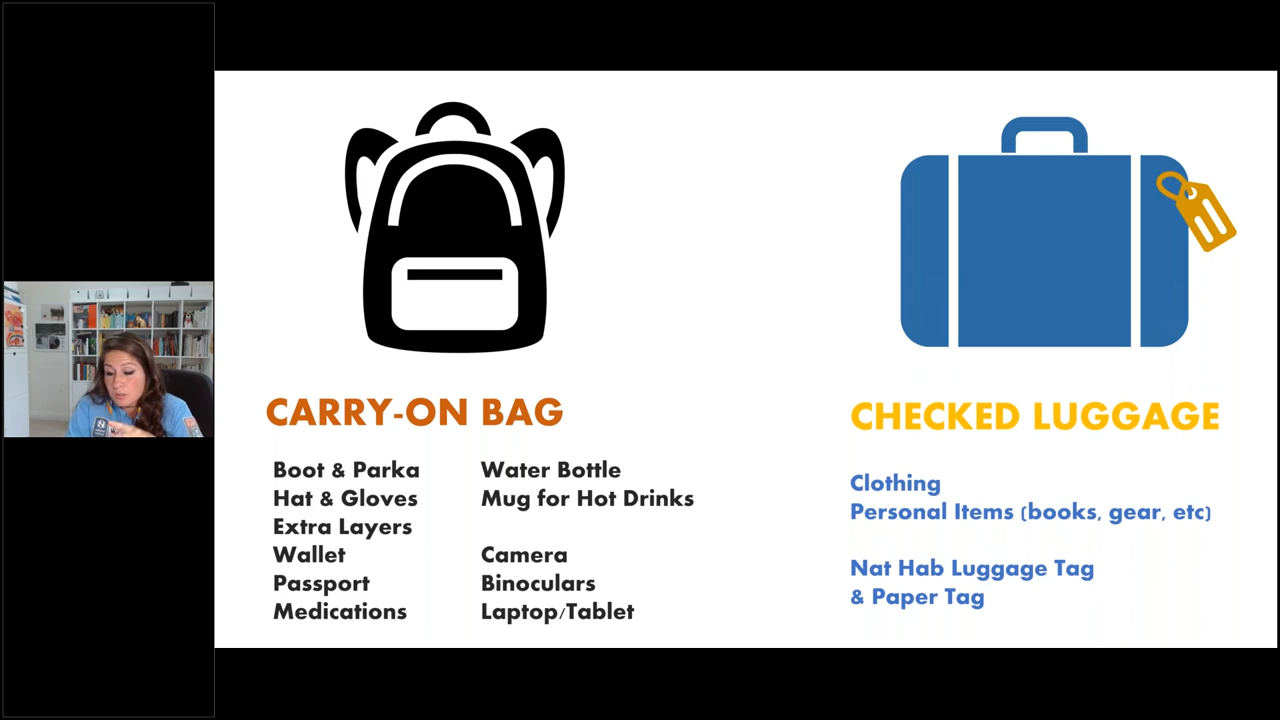 CARRY-ON BAG
Boot & Parka
Hat & Gloves
Extra Layers
Wallet
Passport
Medications
Water Bottle
Mug for Hot Drinks
Camera
Binoculars
Laptop/Tablet
CHECKED LUGGAGE
Clothing
Personal Items (books, gear, etc)
Nat Hab Luggage Tag
& Paper Tag